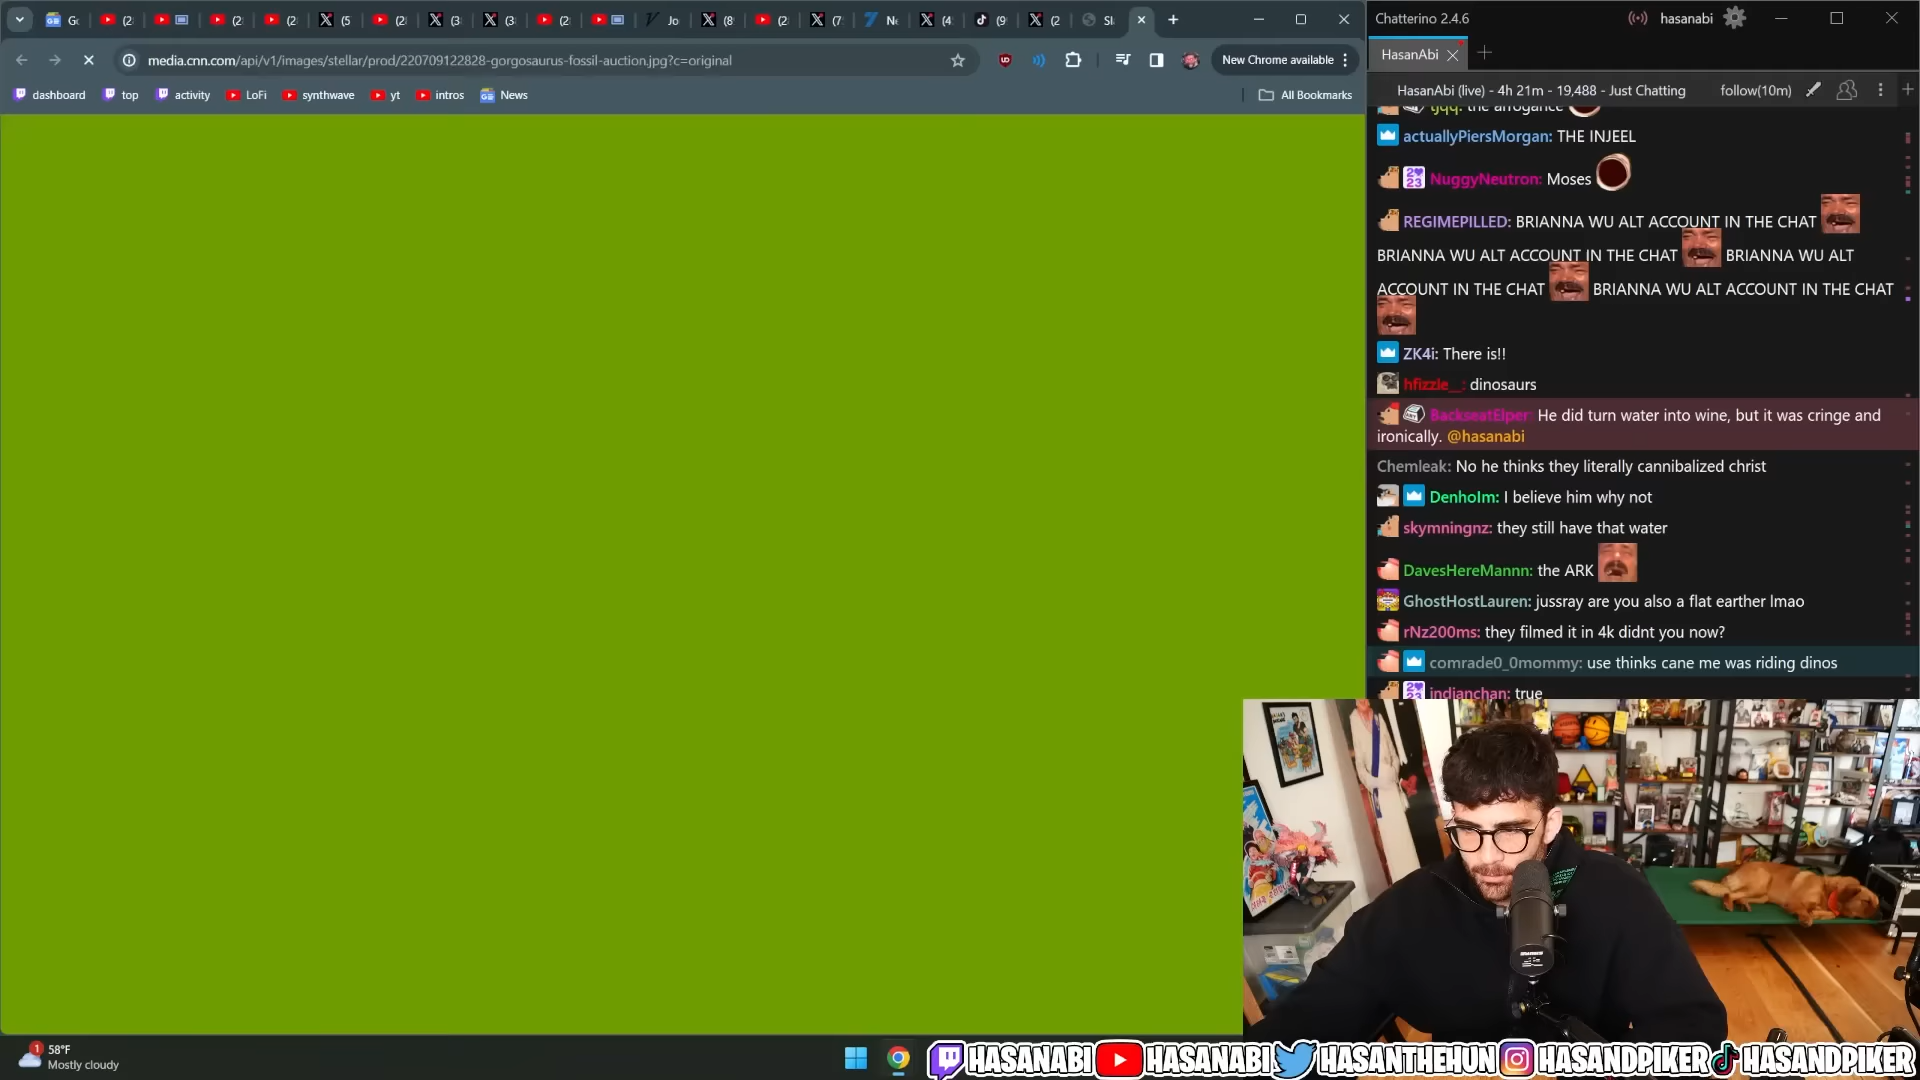 Chatterino 2.4.6
hasanabi
media.cnn.com/api/v1/images/stellar/prod/220709122828-gorgosaurus-fossil-auction.jpg?c=original
New Chrome available
HasanAbi
dashboard
top
activity
LoFi
synthwave
yt
intros
News
All Bookmarks
HasanAbi (live) - 4h 21m - 19,488 - Just Chatting
follow(10m)
tjqq: the arrogance
actuallyPiersMorgan: THE INJEEL
NuggyNeutron: Moses
REGIMEPILLED: BRIANNA WU ALT ACCOUNT IN THE CHAT
BRIANNA WU ALT ACCOUNT IN THE CHAT BRIANNA WU ALT
ACCOUNT IN THE CHAT BRIANNA WU ALT ACCOUNT IN THE CHAT
ZK4i: There is!!
hfizzle__: dinosaurs
BackseatElper: He did turn water into wine, but it was cringe and
ironically. @hasanabi
Chemleak: No he thinks they literally cannibalized christ
Denholm: I believe him why not
skymningnz: they still have that water
DavesHereMannn: the ARK
GhostHostLauren: jussray are you also a flat earther lmao
rNz200ms: they filmed it in 4k didnt you now?
comrade0_0mommy: use thinks cane me was riding dinos
indianchan: true
1
58°F
Mostly cloudy
HASANABI HASANABI HASANTHEHUN HASANDPIKER HASANDPIKER